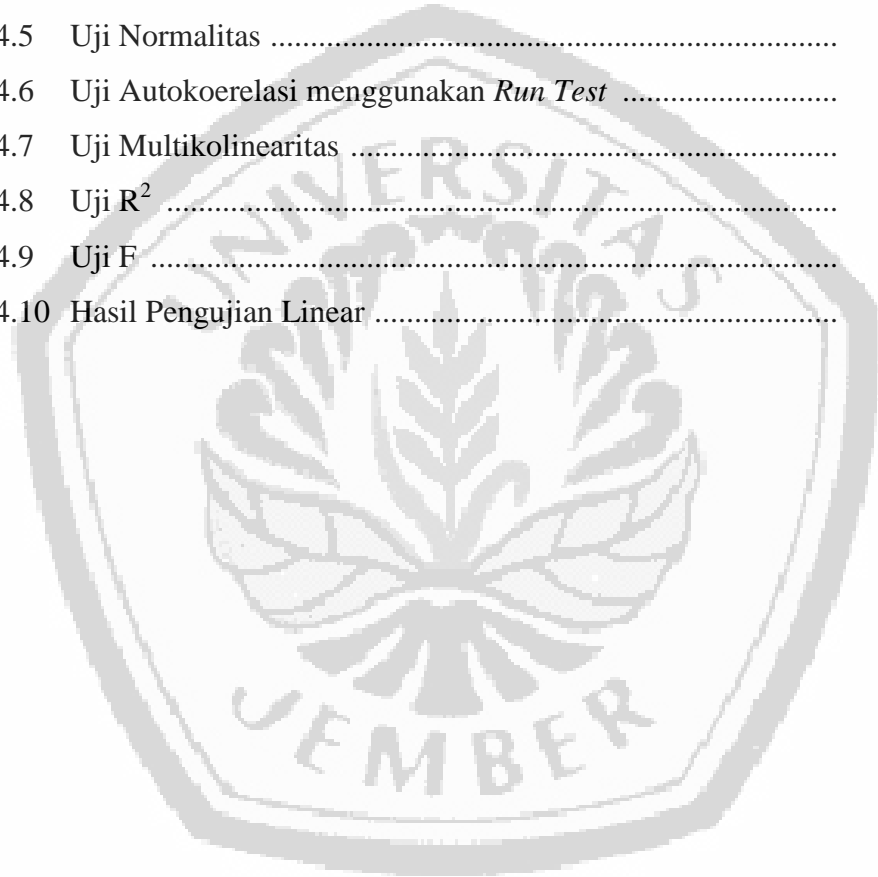 4.5 Uji Normalitas ....................................................................
4.6 Uji Autokoerelasi menggunakan Run Test ..........................
4.7 Uji Multikolinearitas ..........................................................
4.8 Uji R² ................................................................................
4.9 Uji F ..................................................................................
4.10 Hasil Pengujian Linear ........................................................
UNIVERSITAS
JEMBER